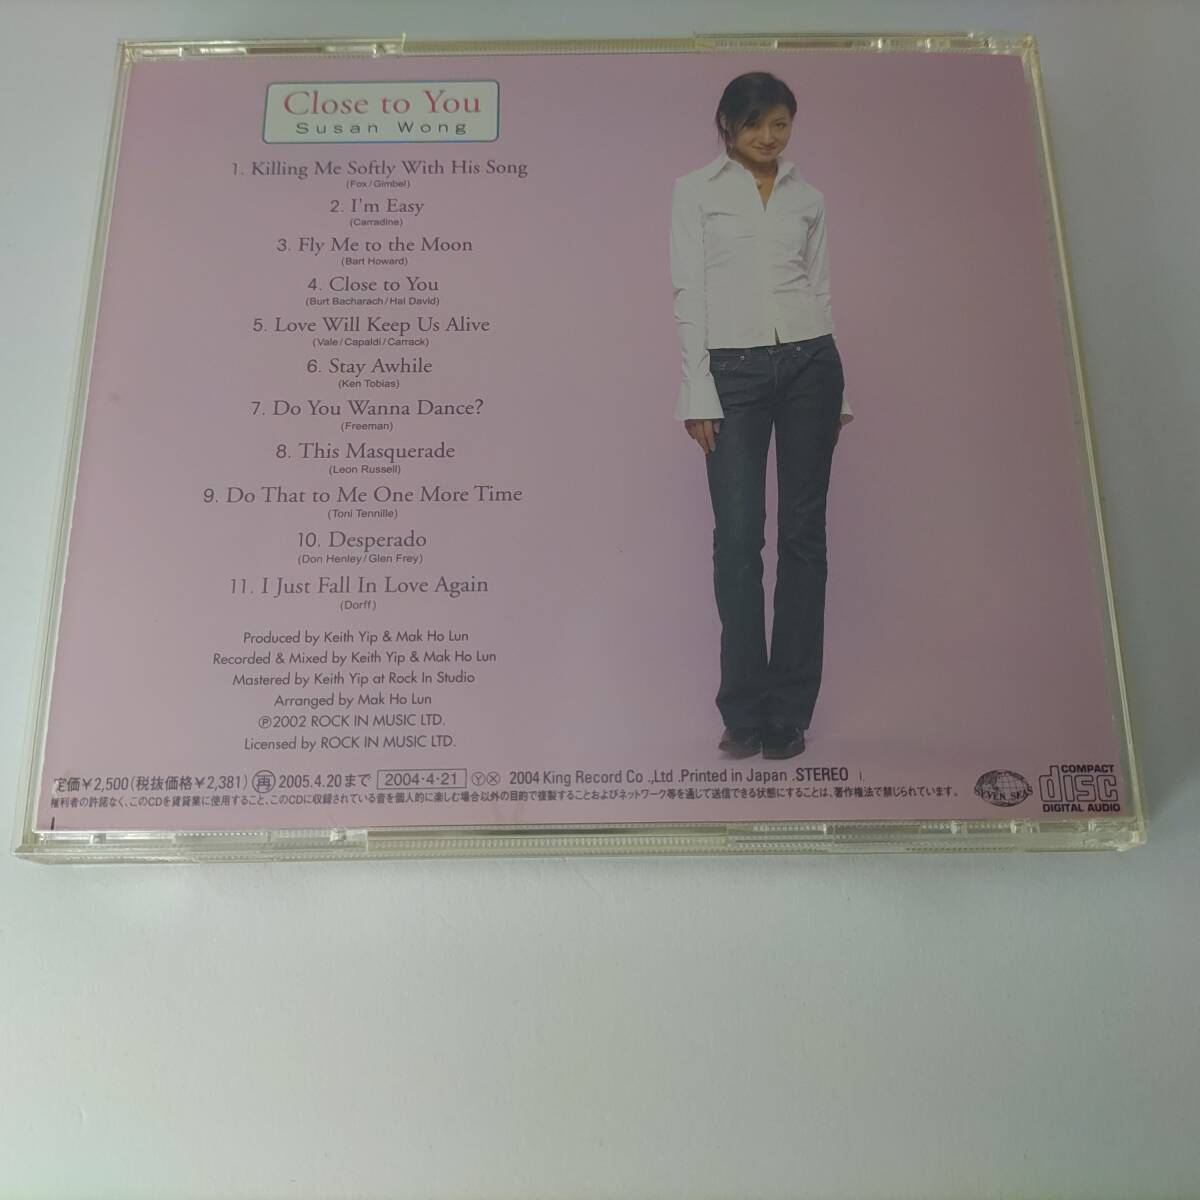 Close to You
Susan Wong
1. Killing Me Softly With His Song
(Fox/Gimbel)
2. I'm Easy
(Carradine)
3. Fly Me to the Moon
(Bart Howard)
4. Close to You
(Burt Bacharach/Hal David)
5. Love Will Keep Us Alive
(Vale/Capaldi/Carrack)
6. Stay Awhile
(Ken Tobias)
7. Do You Wanna Dance?
(Freeman)
8. This Masquerade
(Leon Russell)
9. Do That to Me One More Time
(Toni Tennille)
10. Desperado
(Don Henley/Glen Frey)
11. I Just Fall In Love Again
(Dorff)
Produced by Keith Yip & Mak Ho Lun
Recorded & Mixed by Keith Yip & Mak Ho Lun
Mastered by Keith Yip at Rock In Studio
Arranged by Mak Ho Lun
℗2002 ROCK IN MUSIC LTD.
Licensed by ROCK IN MUSIC LTD.
定価¥2,500(税抜価格¥2,381) 再 2005.4.20まで 2004・4・21 Ⓨ Ⓧ 2004 King Record Co .,Ltd .Printed in Japan .STEREO
権利者の許諾なく、このCDを賃貸業に使用すること、このCDに収録されている音を個人的に楽しむ場合以外の目的で複製することおよびネットワーク等を通じて送信できる状態にすることは、著作権法で禁じられています。
SEVEN SEAS
COMPACT
disc
DIGITAL AUDIO